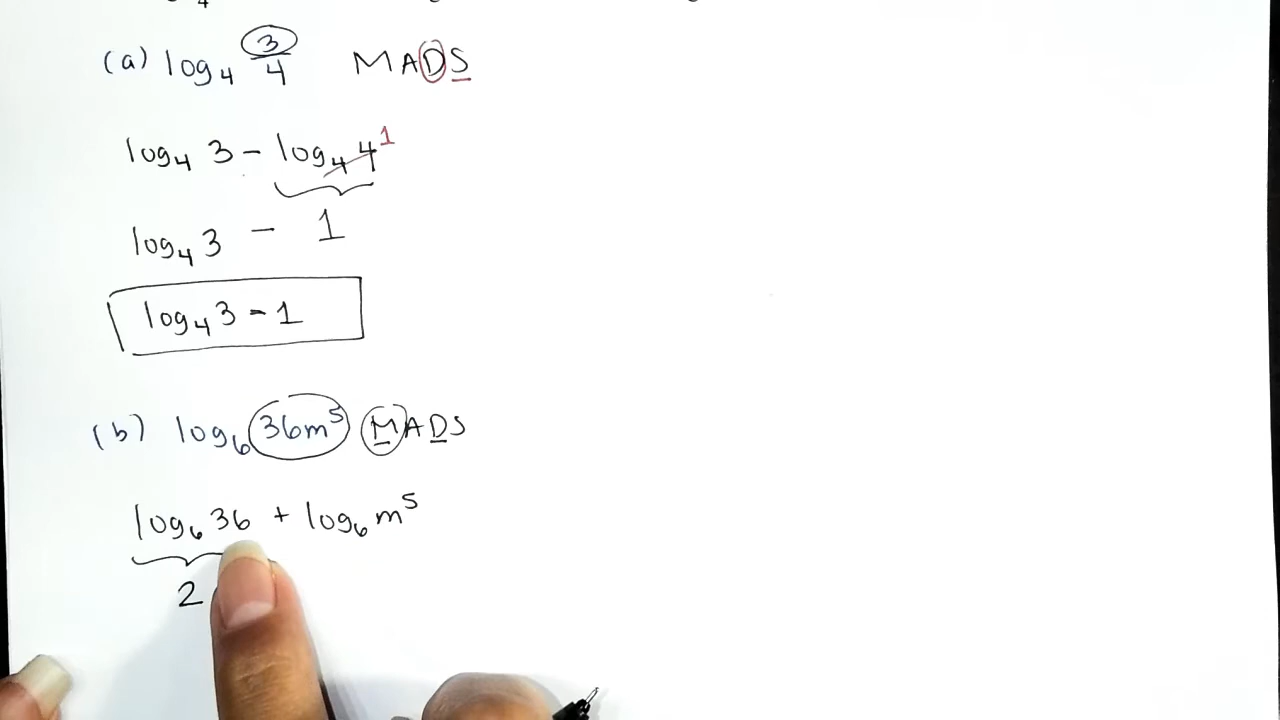 (a) log₄ 3/4 MADS
log₄ 3 - log₄ 4¹
1
log₄ 3 - 1
log₄ 3 - 1
(b) log₆ 36m⁵ MADS
log₆ 36 + log₆ m⁵
2